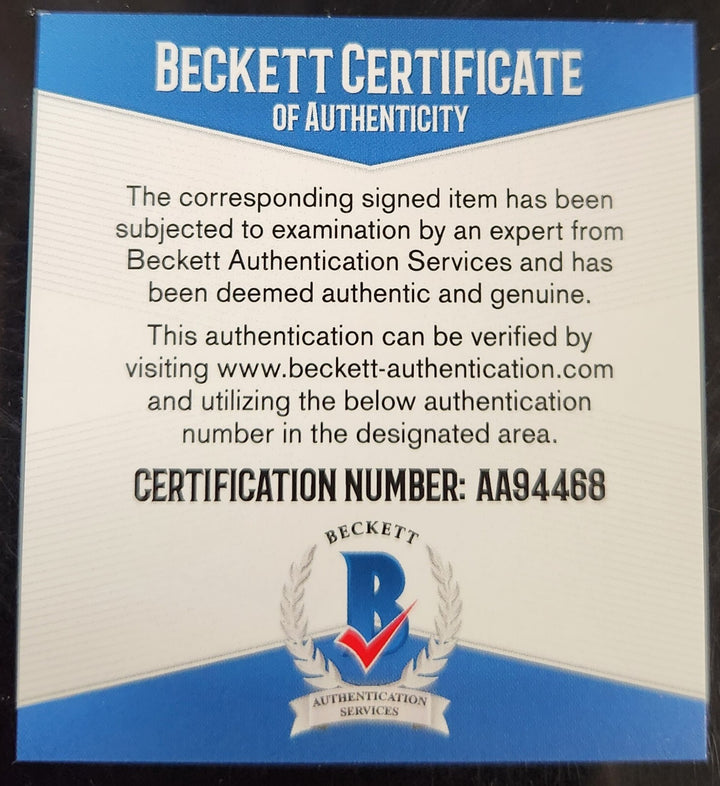 BECKETT CERTIFICATE
OF AUTHENTICITY
The corresponding signed item has been
subjected to examination by an expert from
Beckett Authentication Services and has
been deemed authentic and genuine.
This authentication can be verified by
visiting www.beckett-authentication.com
and utilizing the below authentication
number in the designated area.
CERTIFICATION NUMBER: AA94468
BECKETT
B
AUTHENTICATION
SERVICES